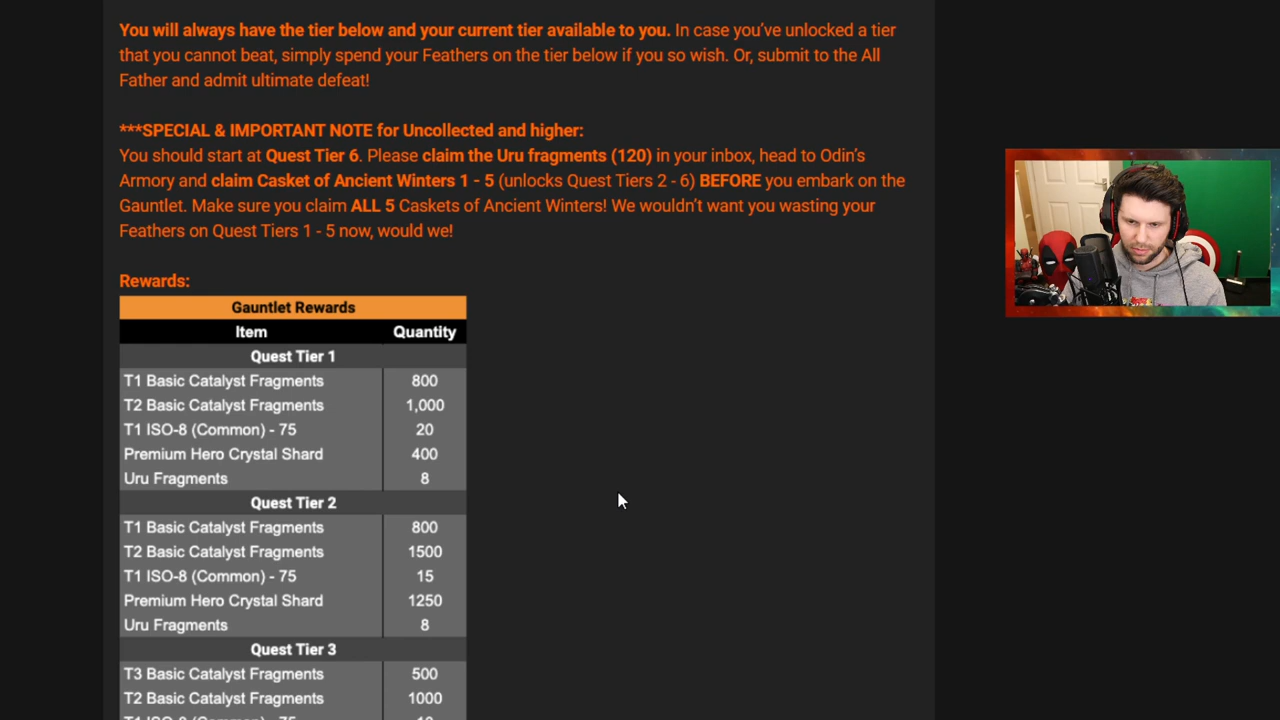 You will always have the tier below and your current tier available to you. In case you've unlocked a tier
that you cannot beat, simply spend your Feathers on the tier below if you so wish. Or, submit to the All
Father and admit ultimate defeat!
***SPECIAL & IMPORTANT NOTE for Uncollected and higher:
You should start at Quest Tier 6. Please claim the Uru fragments (120) in your inbox, head to Odin's
Armory and claim Casket of Ancient Winters 1 - 5 (unlocks Quest Tiers 2 - 6) BEFORE you embark on the
Gauntlet. Make sure you claim ALL 5 Caskets of Ancient Winters! We wouldn't want you wasting your
Feathers on Quest Tiers 1 - 5 now, would we!
Rewards:
Gauntlet Rewards
Item Quantity
Quest Tier 1
T1 Basic Catalyst Fragments 800
T2 Basic Catalyst Fragments 1,000
T1 ISO-8 (Common) - 75 20
Premium Hero Crystal Shard 400
Uru Fragments 8
Quest Tier 2
T1 Basic Catalyst Fragments 800
T2 Basic Catalyst Fragments 1500
T1 ISO-8 (Common) - 75 15
Premium Hero Crystal Shard 1250
Uru Fragments 8
Quest Tier 3
T3 Basic Catalyst Fragments 500
T2 Basic Catalyst Fragments 1000
T1 ISO-8 (Common) - 75 10